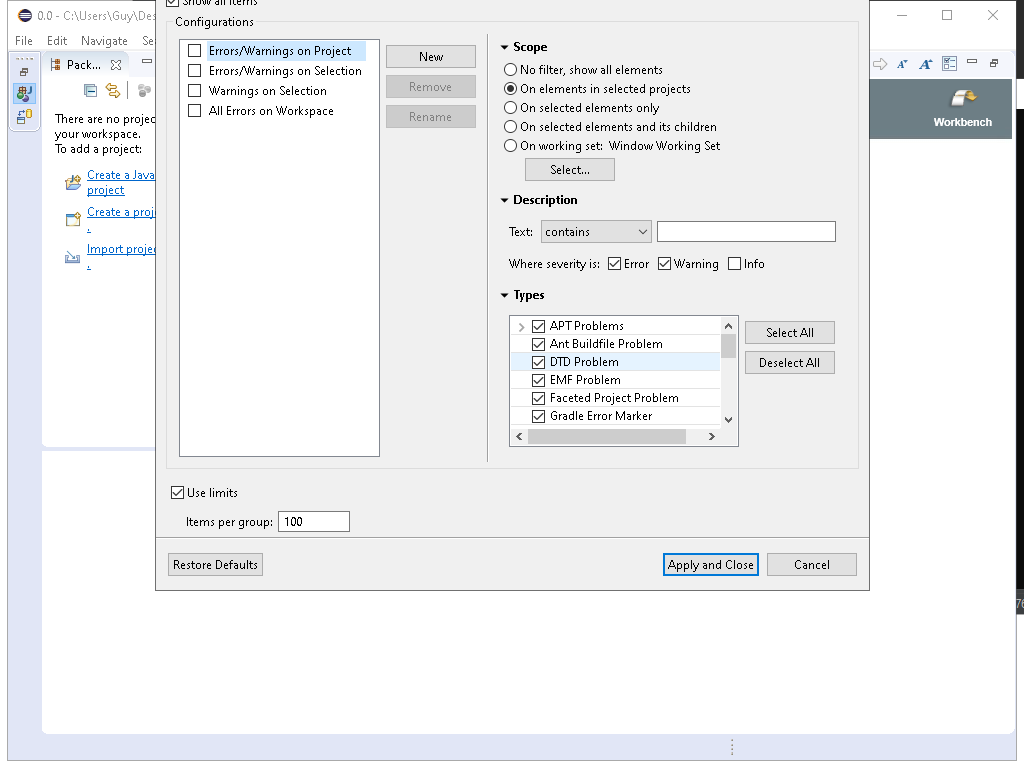 Show all items
0.0 - C:\Users\Guy\Des
Configurations
File Edit Navigate Se
Pack...
There are no projec
your workspace.
To add a project:
Create a Java
project
Create a proj
.
Import projec
.
Errors/Warnings on Project
Errors/Warnings on Selection
Warnings on Selection
All Errors on Workspace
New
Remove
Rename
Scope
No filter, show all elements
On elements in selected projects
On selected elements only
On selected elements and its children
On working set: Window Working Set
Select...
Description
Text: contains
Where severity is: Error Warning Info
Types
APT Problems
Ant Buildfile Problem
DTD Problem
EMF Problem
Faceted Project Problem
Gradle Error Marker
Select All
Deselect All
Workbench
Use limits
Items per group: 100
Restore Defaults
Apply and Close
Cancel